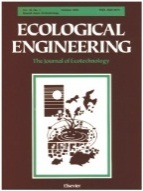 ECOLOGICAL
ENGINEERING
The Journal of Ecotechnology
Elsevier